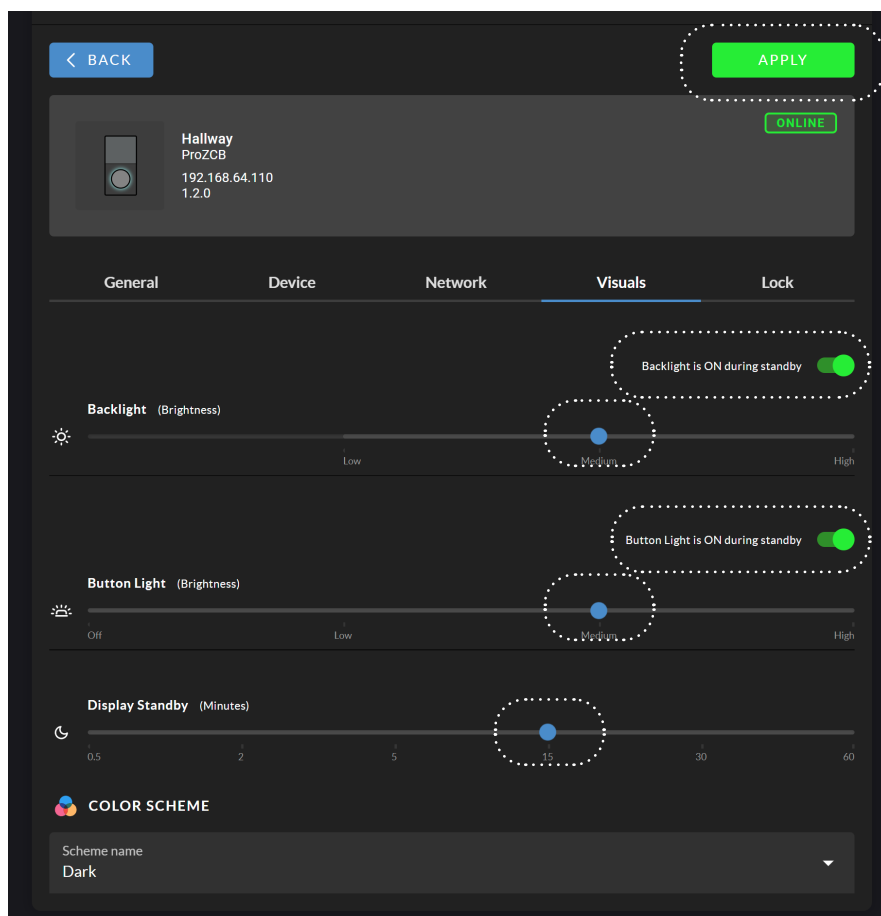 BACK
APPLY
ONLINE
Hallway
ProZCB
192.168.64.110
1.2.0
General Device Network Visuals Lock
Backlight is ON during standby
Backlight (Brightness)
Low Medium High
Button Light is ON during standby
Button Light (Brightness)
Off Low Medium High
Display Standby (Minutes)
0.5 2 5 15 30 60
COLOR SCHEME
Scheme name
Dark